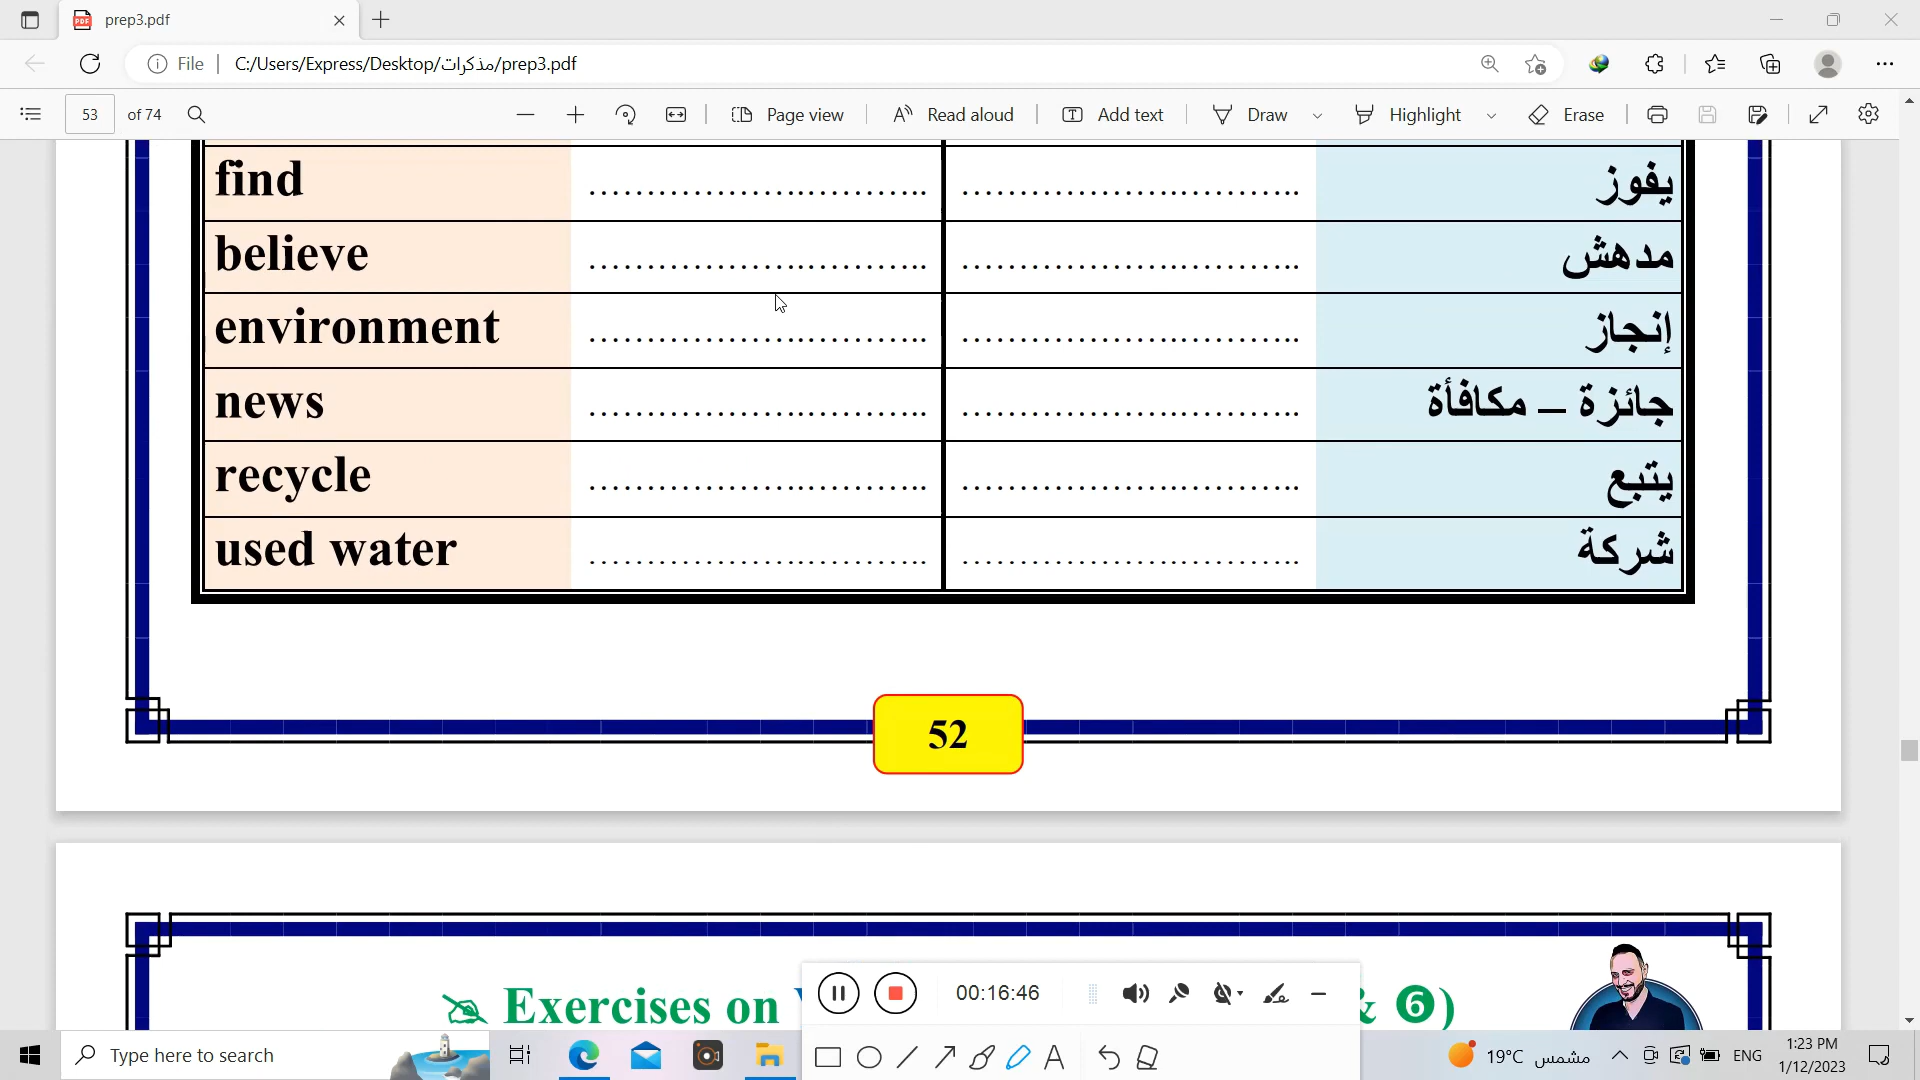 prep3.pdf
File
C:/Users/Express/Desktop/مذكرات/prep3.pdf
53 of 74
Page view
Read aloud
Add text
Draw
Highlight
Erase
find ............................ ............................ يفوز
believe ............................ ............................ مدهش
environment ............................ ............................ إنجاز
news ............................ ............................ جائزة – مكافأة
recycle ............................ ............................ يتبع
used water ............................ ............................ شركة
52
Exercises on
& ❻)
00:16:46
Type here to search
19°C مشمس
ENG
1:23 PM
1/12/2023